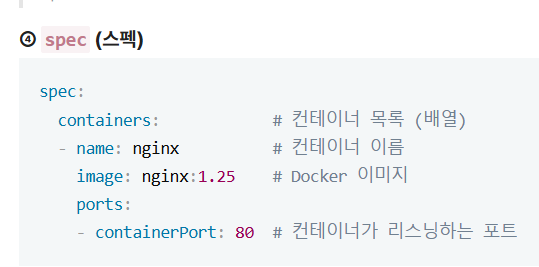 ④ spec (스펙)
spec:
  containers:            # 컨테이너 목록 (배열)
  - name: nginx          # 컨테이너 이름
    image: nginx:1.25    # Docker 이미지
    ports:
    - containerPort: 80  # 컨테이너가 리스닝하는 포트